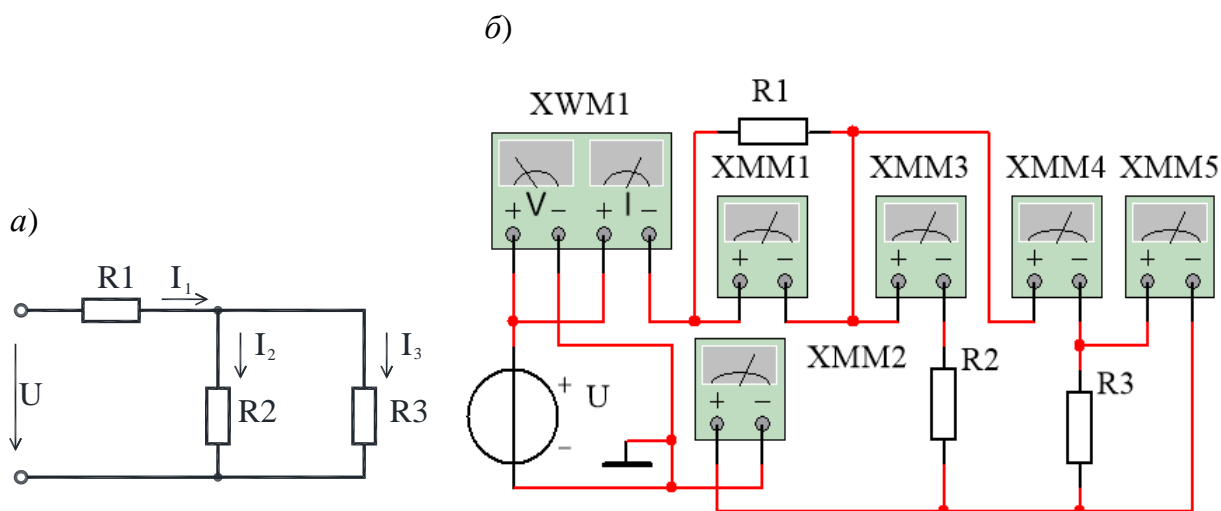 а)
R1
I₁
I₂
I₃
U
R2
R3
б)
XWM1
V
I
+ − + −
R1
XMM1
XMM3
XMM4
XMM5
+ −
+ −
+ −
+ −
XMM2
+ −
+
U
−
R2
R3